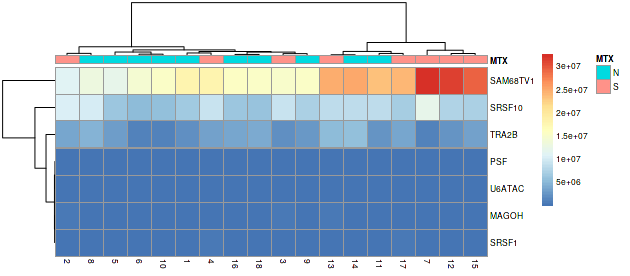 MTX
SAM68TV1
SRSF10
TRA2B
PSF
U6ATAC
MAGOH
SRSF1
2 8 5 6 10 1 4 16 18 3 9 13 14 11 17 7 12 15
3e+07
2.5e+07
2e+07
1.5e+07
1e+07
5e+06
MTX
N
S